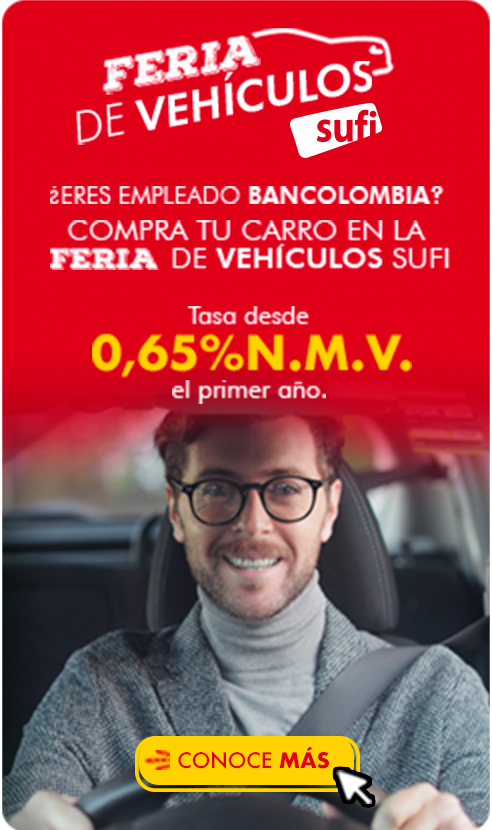 FERIA
DE VEHÍCULOS
sufi
¿ERES EMPLEADO BANCOLOMBIA?
COMPRA TU CARRO EN LA
FERIA DE VEHÍCULOS SUFI
Tasa desde
0,65%N.M.V.
el primer año.
CONOCE MÁS